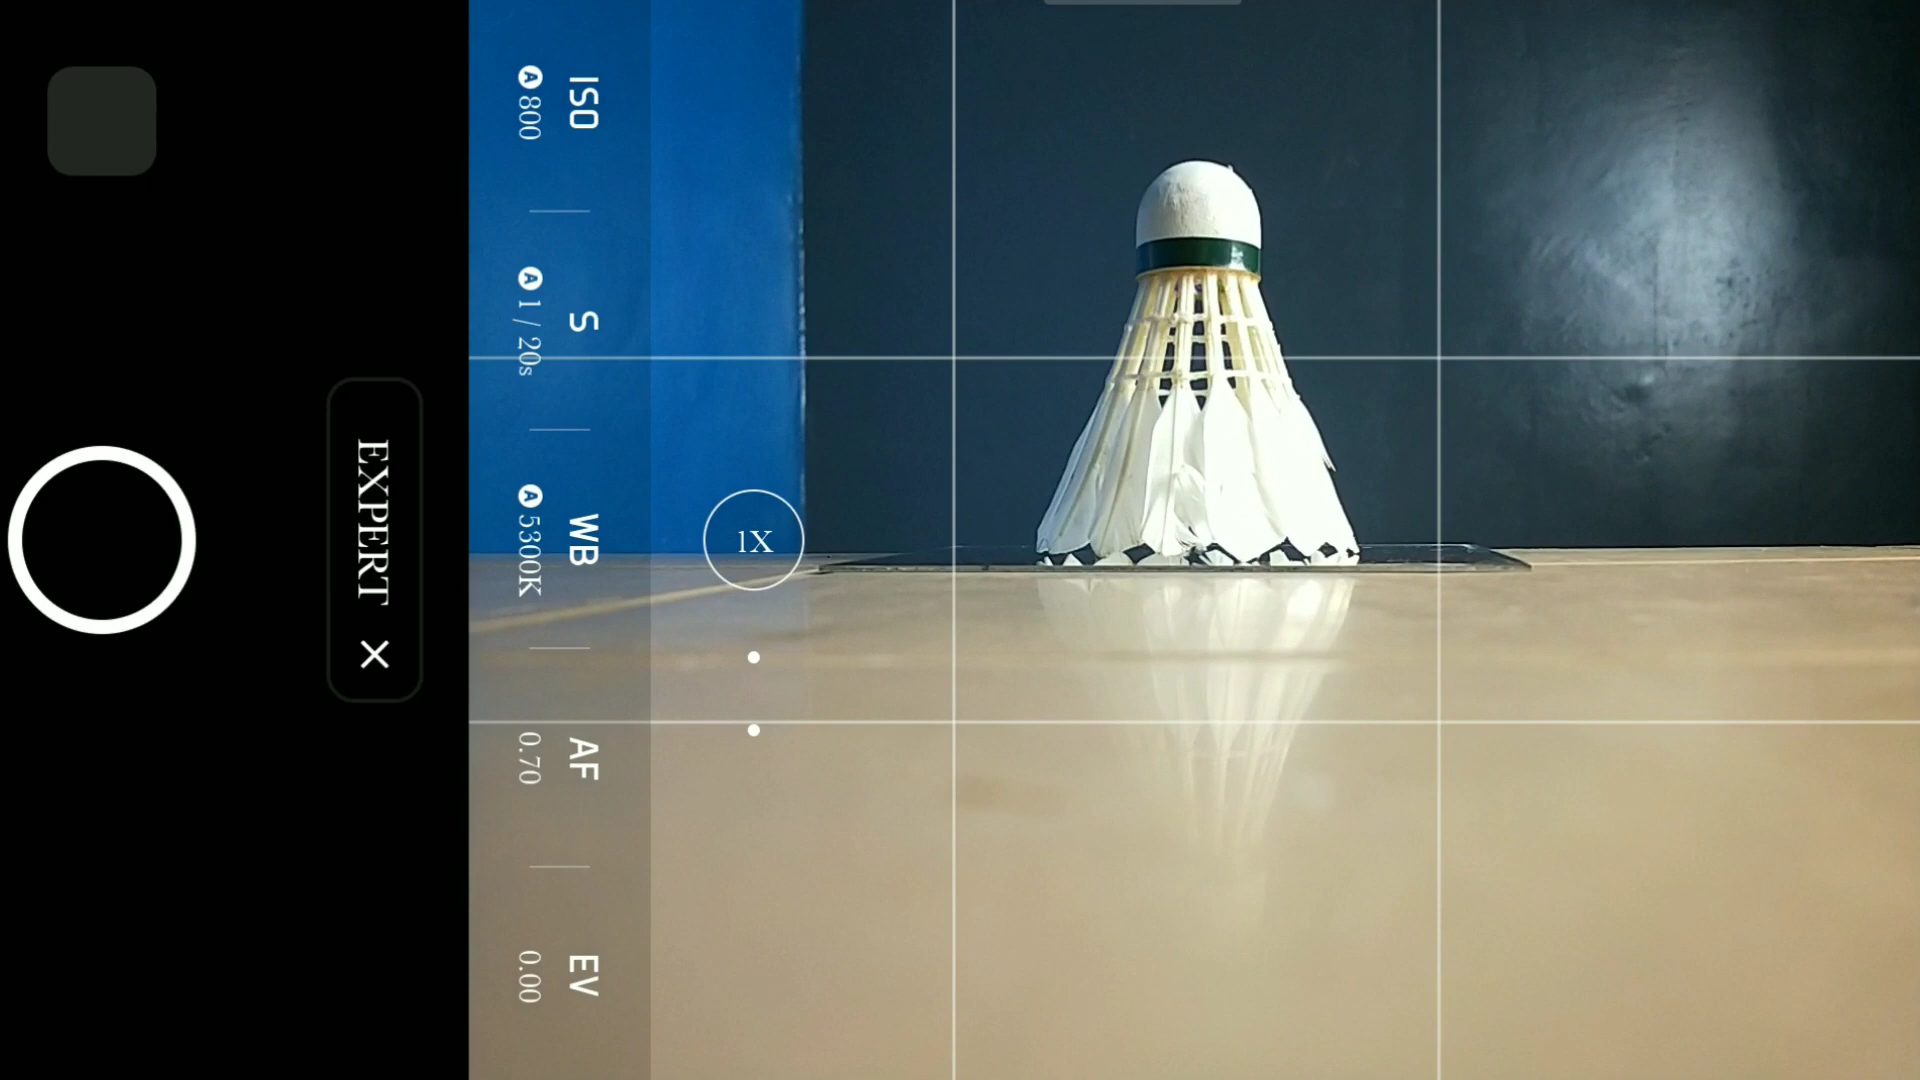 ISO
A 800
S
A 1 / 20s
WB
A 5300K
AF
0.70
EV
0.00
1X
EXPERT ×